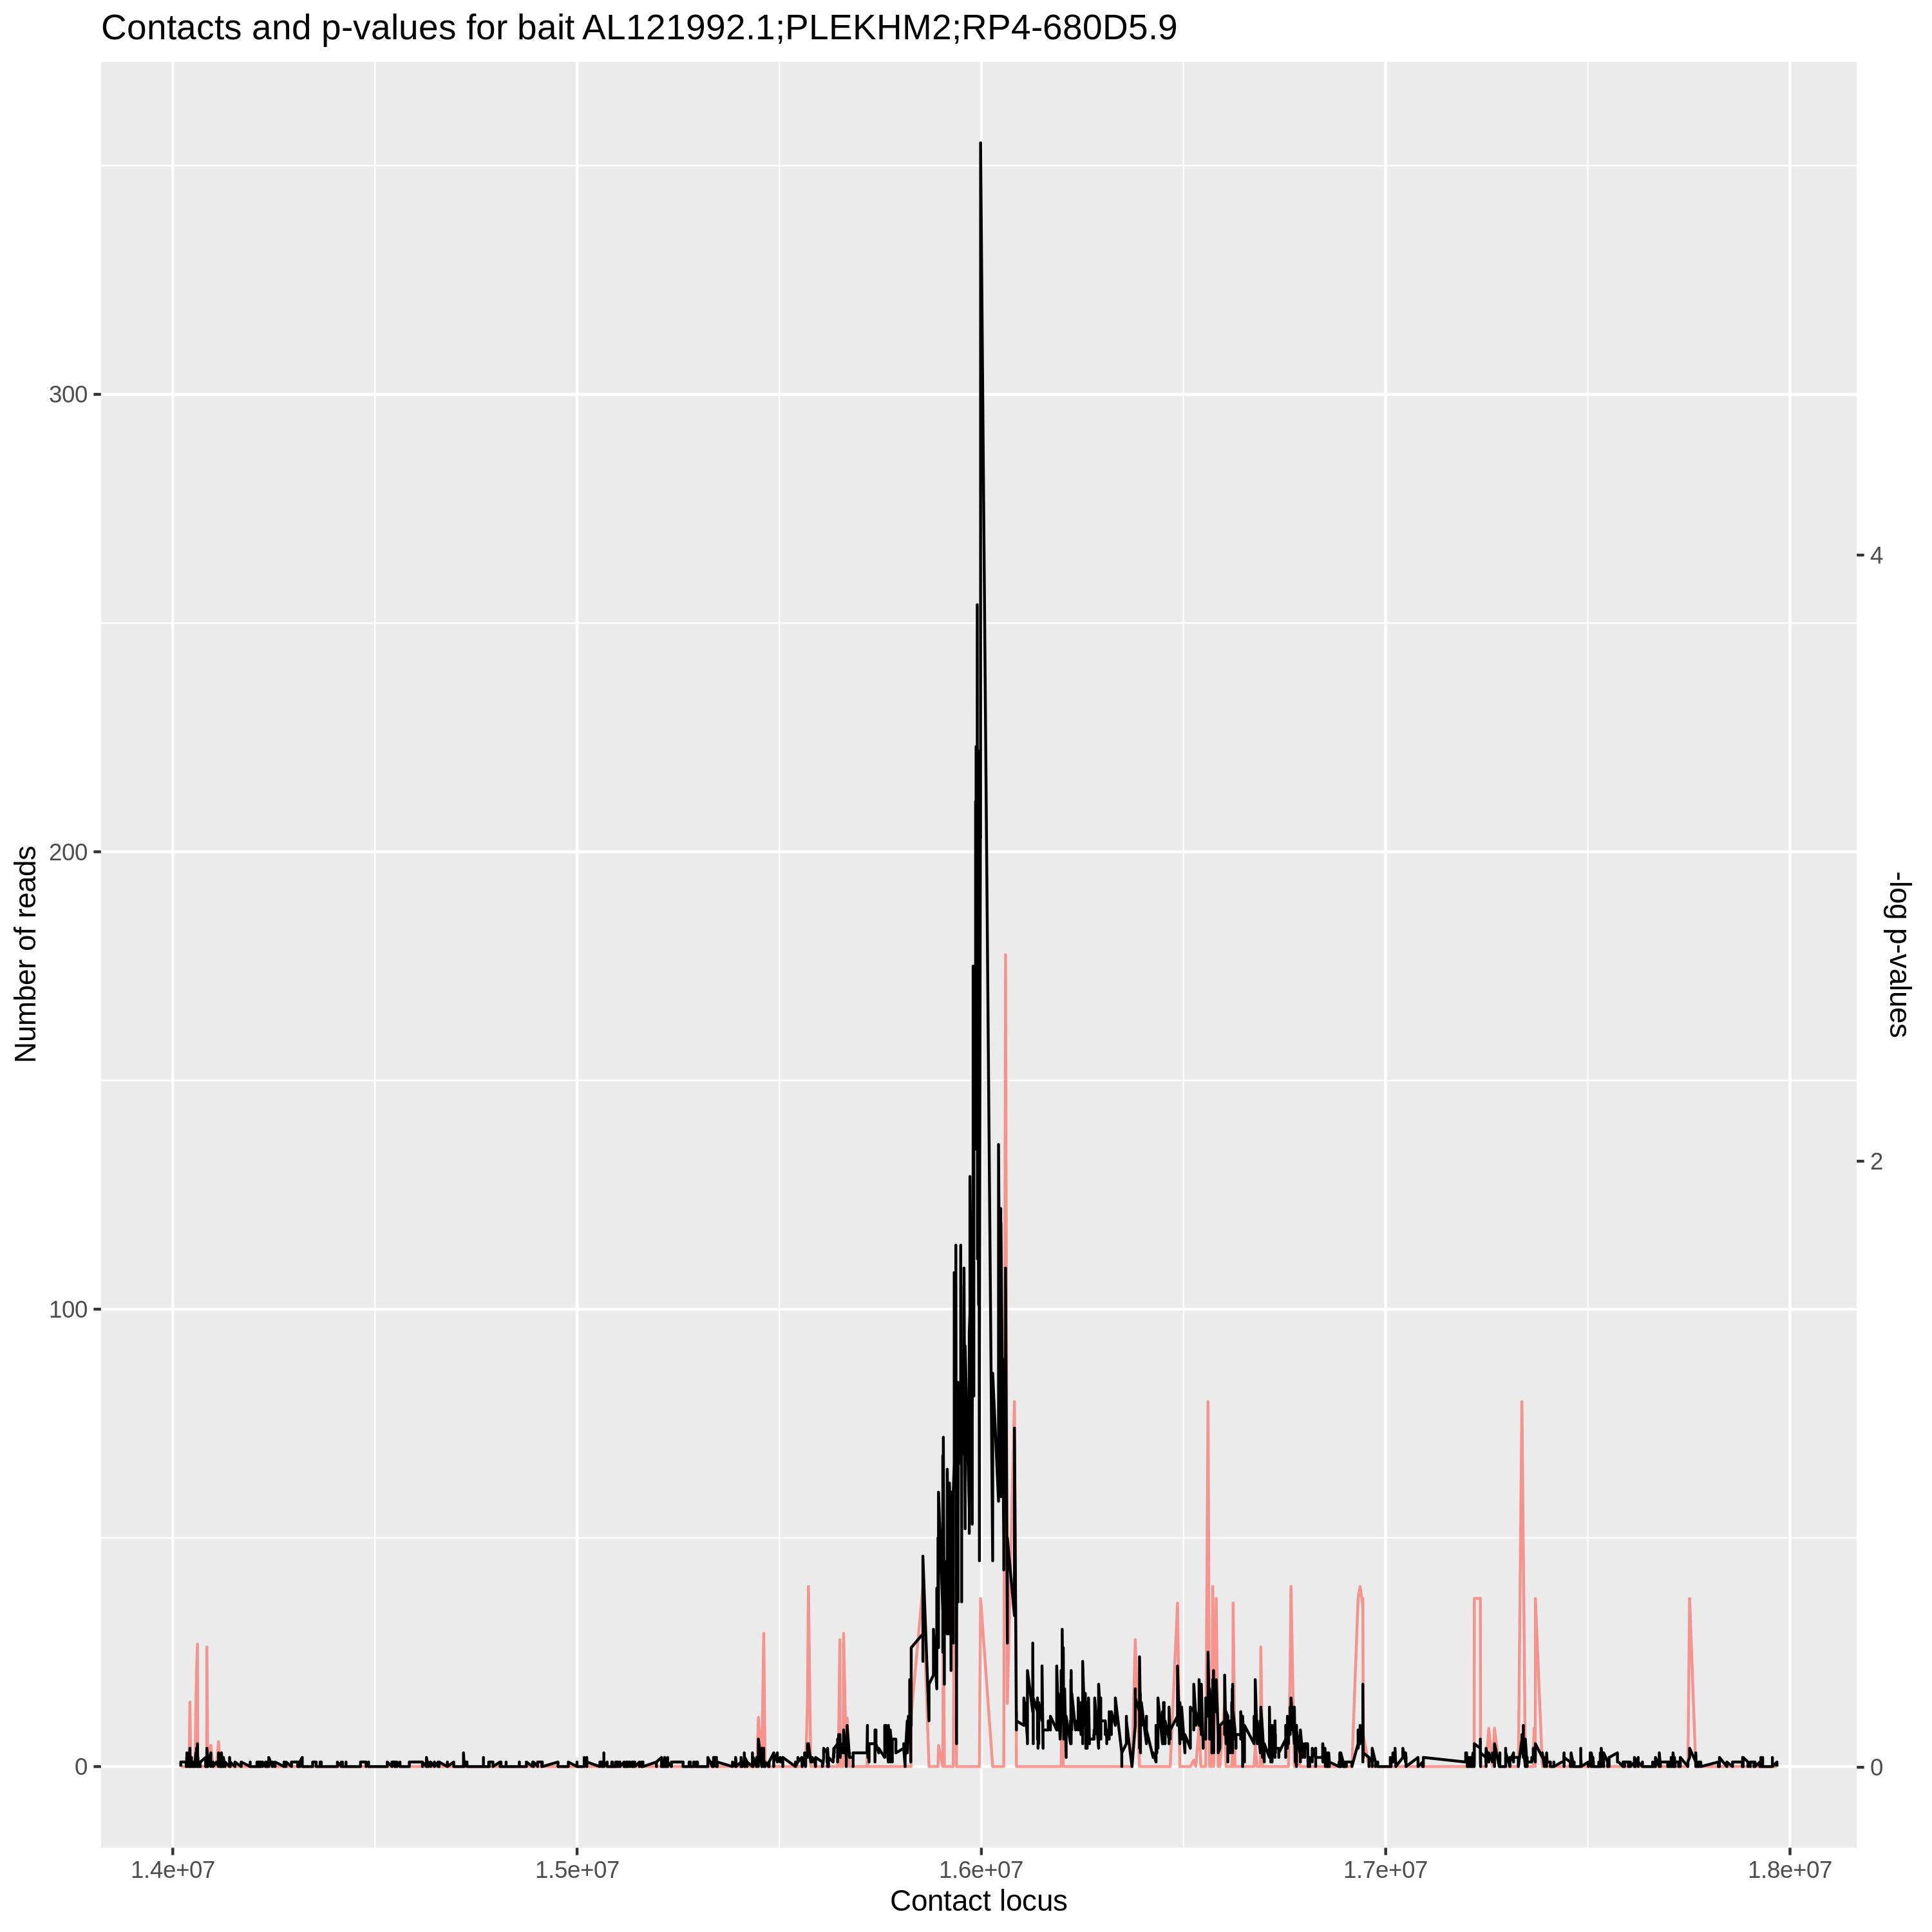 Contacts and p-values for bait AL121992.1;PLEKHM2;RP4-680D5.9
300
200
100
0
Number of reads
4
2
0
-log p-values
1.4e+07 1.5e+07 1.6e+07 1.7e+07 1.8e+07
Contact locus